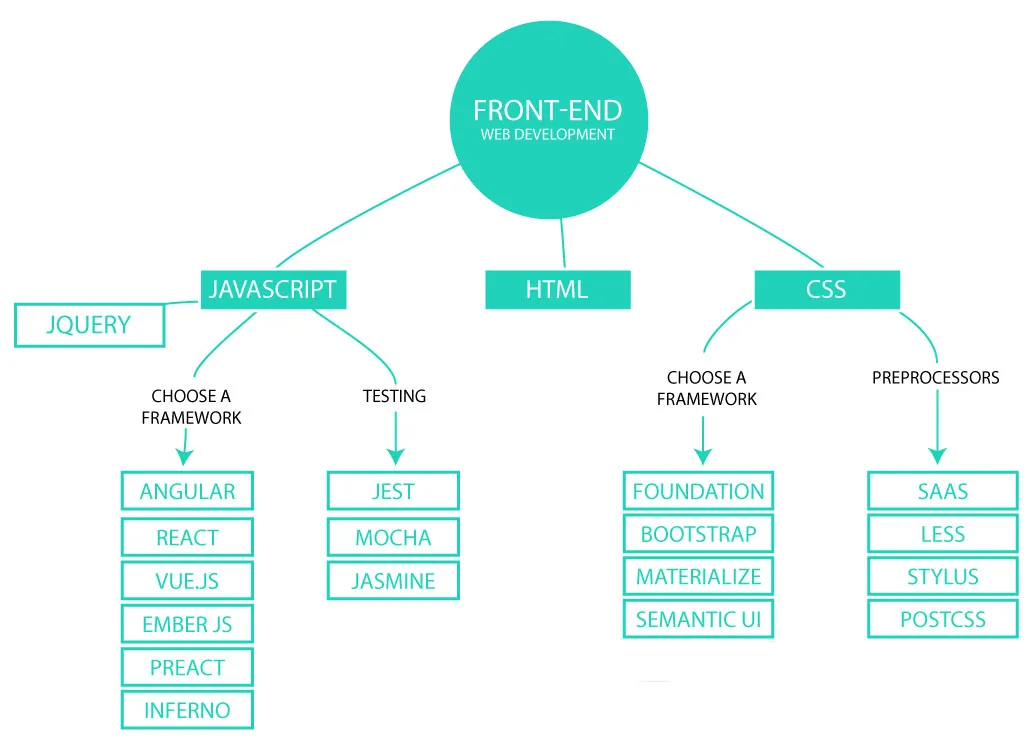 FRONT-END
WEB DEVELOPMENT
JAVASCRIPT
HTML
CSS
JQUERY
CHOOSE A
FRAMEWORK
TESTING
CHOOSE A
FRAMEWORK
PREPROCESSORS
ANGULAR
REACT
VUE.JS
EMBER JS
PREACT
INFERNO
JEST
MOCHA
JASMINE
FOUNDATION
BOOTSTRAP
MATERIALIZE
SEMANTIC UI
SAAS
LESS
STYLUS
POSTCSS